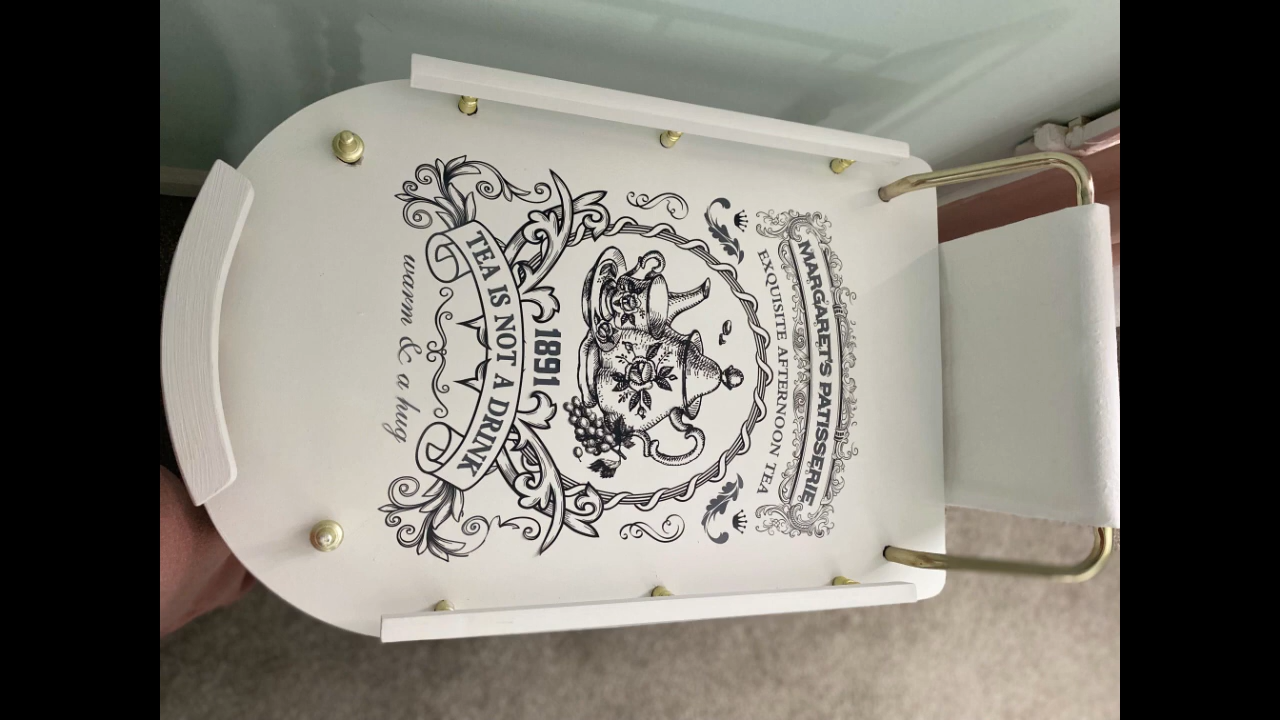 MARGARET'S PATISSERIE
EXQUISITE AFTERNOON TEA
1891
TEA IS NOT A DRINK
warm & a hug